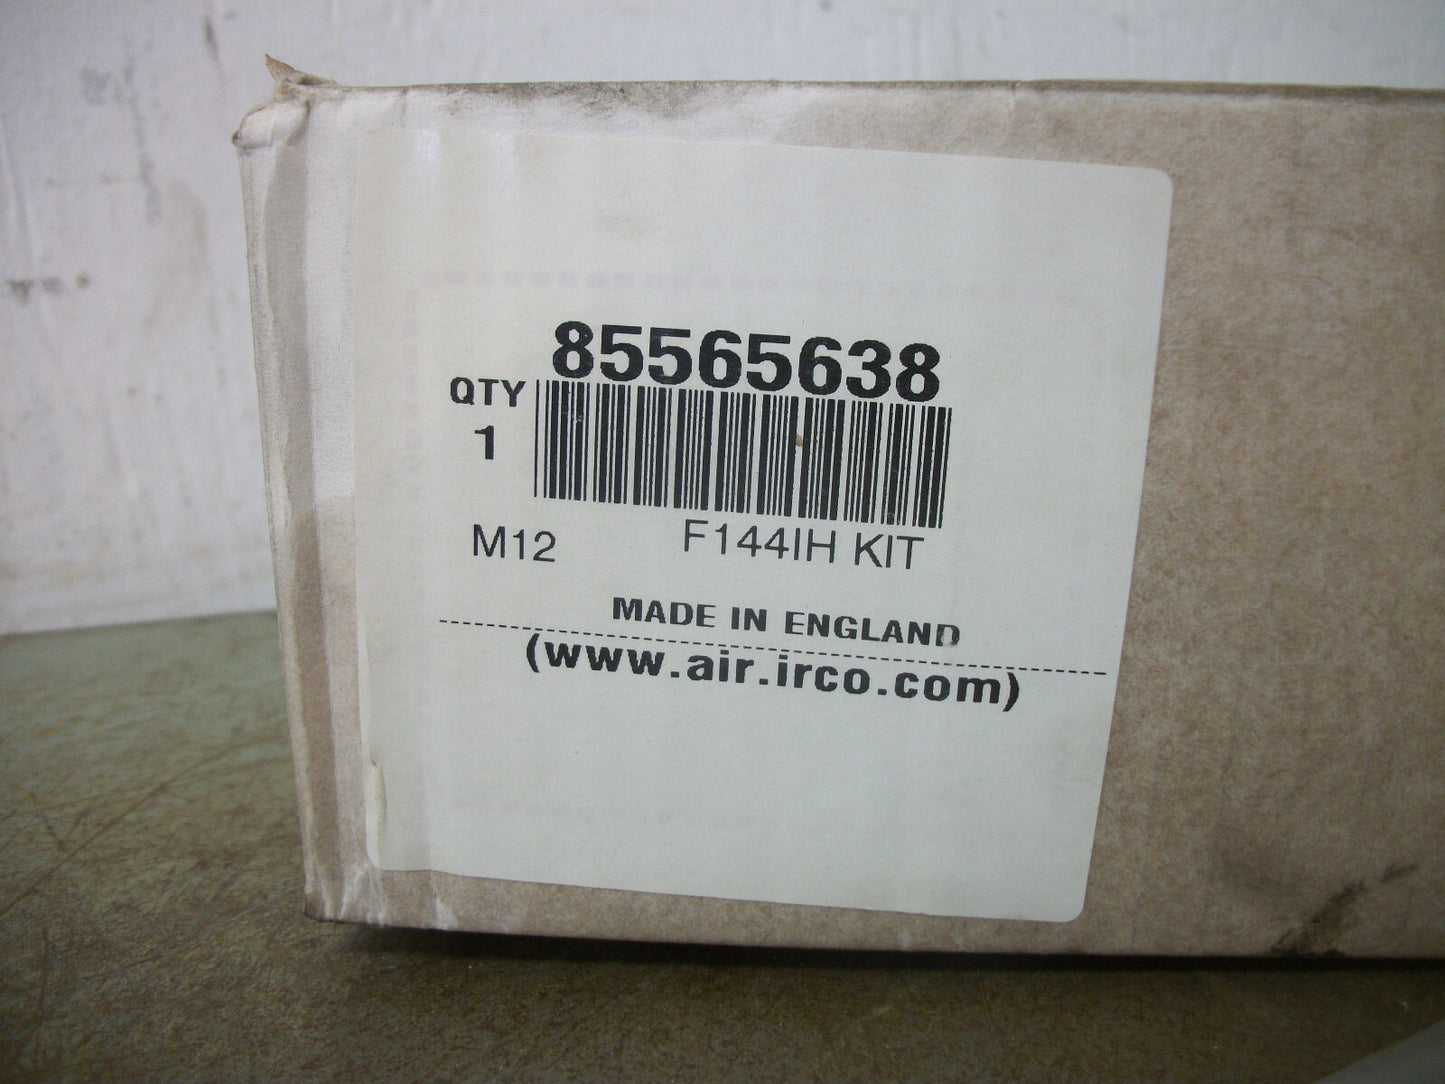 85565638
QTY
1
M12 F144IH KIT
MADE IN ENGLAND
(www.air.irco.com)